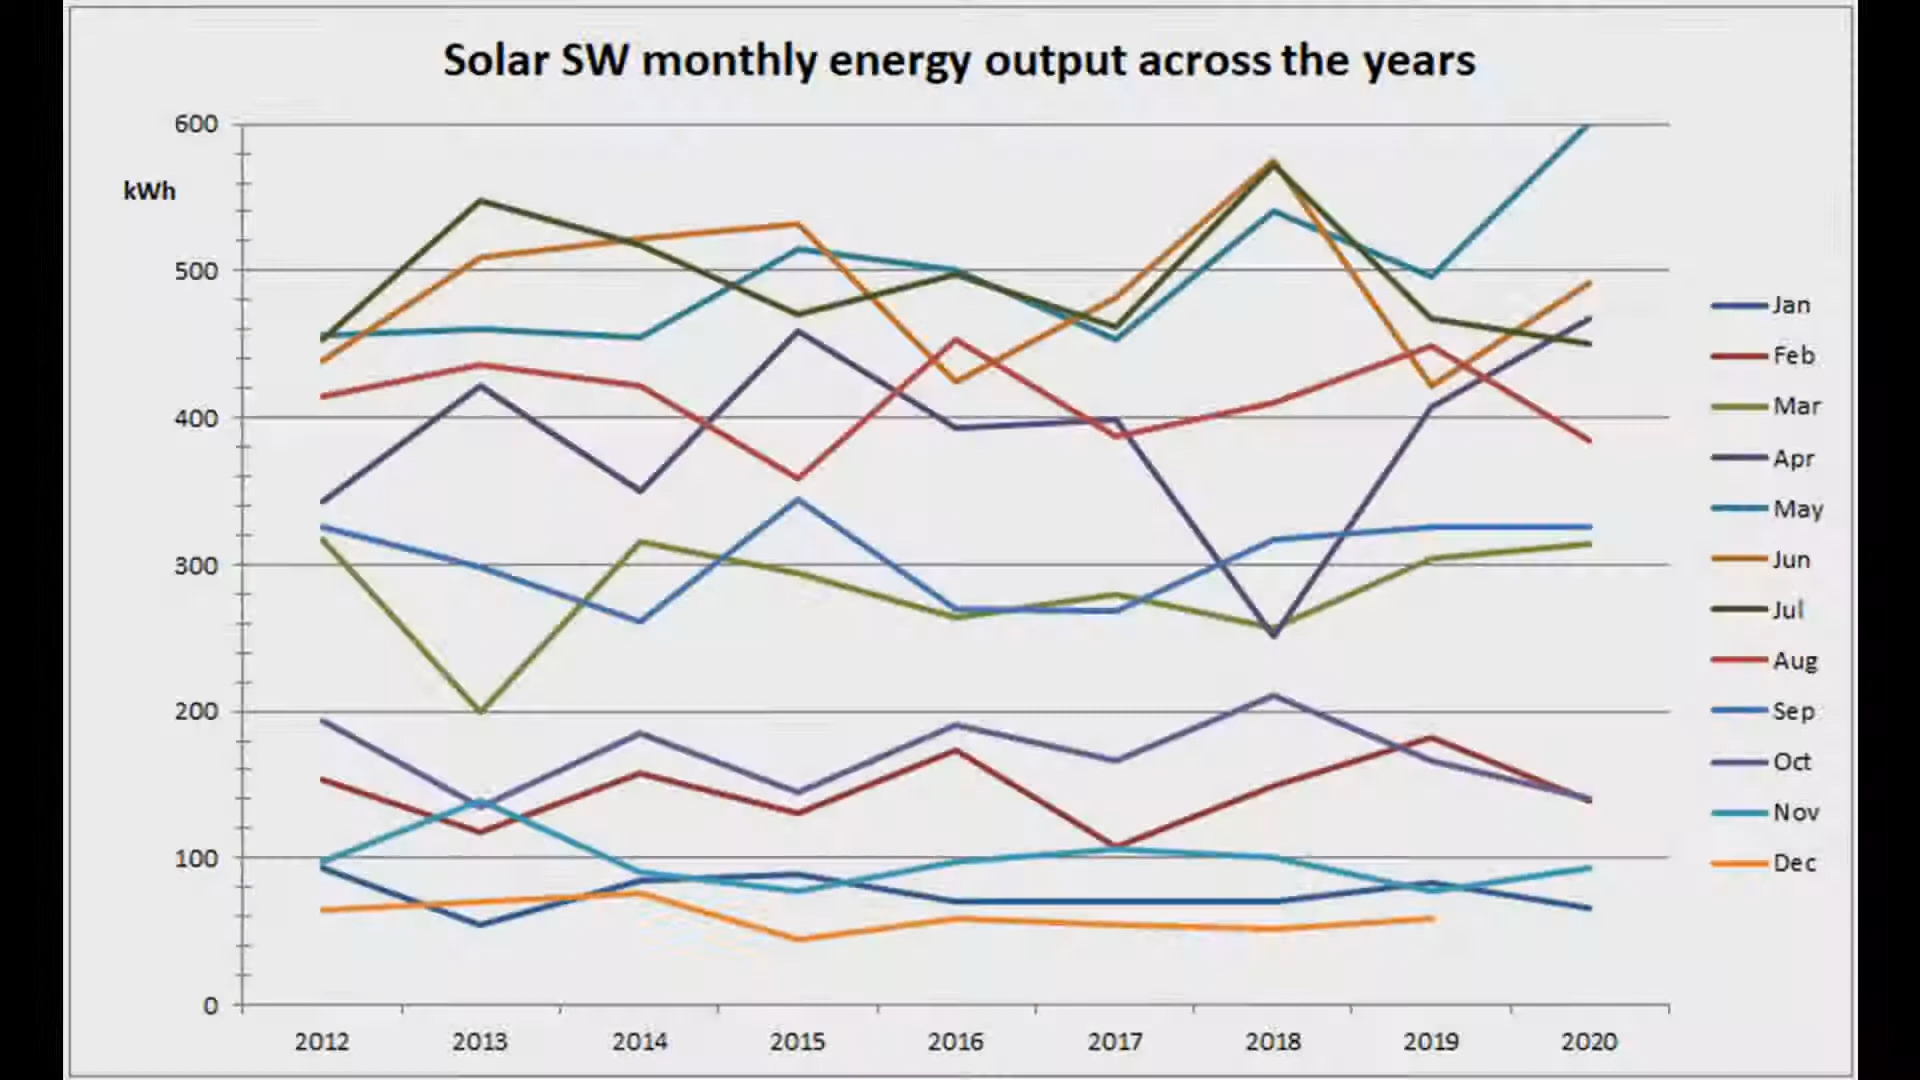 Solar SW monthly energy output across the years
600
kWh
500
400
300
200
100
0
2012 2013 2014 2015 2016 2017 2018 2019 2020
Jan
Feb
Mar
Apr
May
Jun
Jul
Aug
Sep
Oct
Nov
Dec